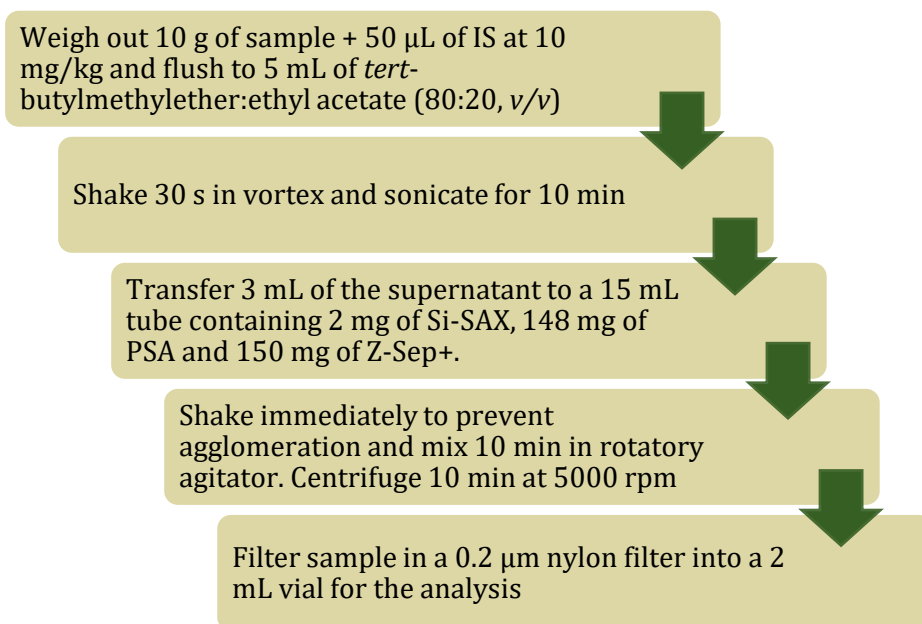 Weigh out 10 g of sample + 50 μL of IS at 10
mg/kg and flush to 5 mL of tert-
butylmethylether:ethyl acetate (80:20, v/v)
Shake 30 s in vortex and sonicate for 10 min
Transfer 3 mL of the supernatant to a 15 mL
tube containing 2 mg of Si-SAX, 148 mg of
PSA and 150 mg of Z-Sep+.
Shake immediately to prevent
agglomeration and mix 10 min in rotatory
agitator. Centrifuge 10 min at 5000 rpm
Filter sample in a 0.2 μm nylon filter into a 2
mL vial for the analysis